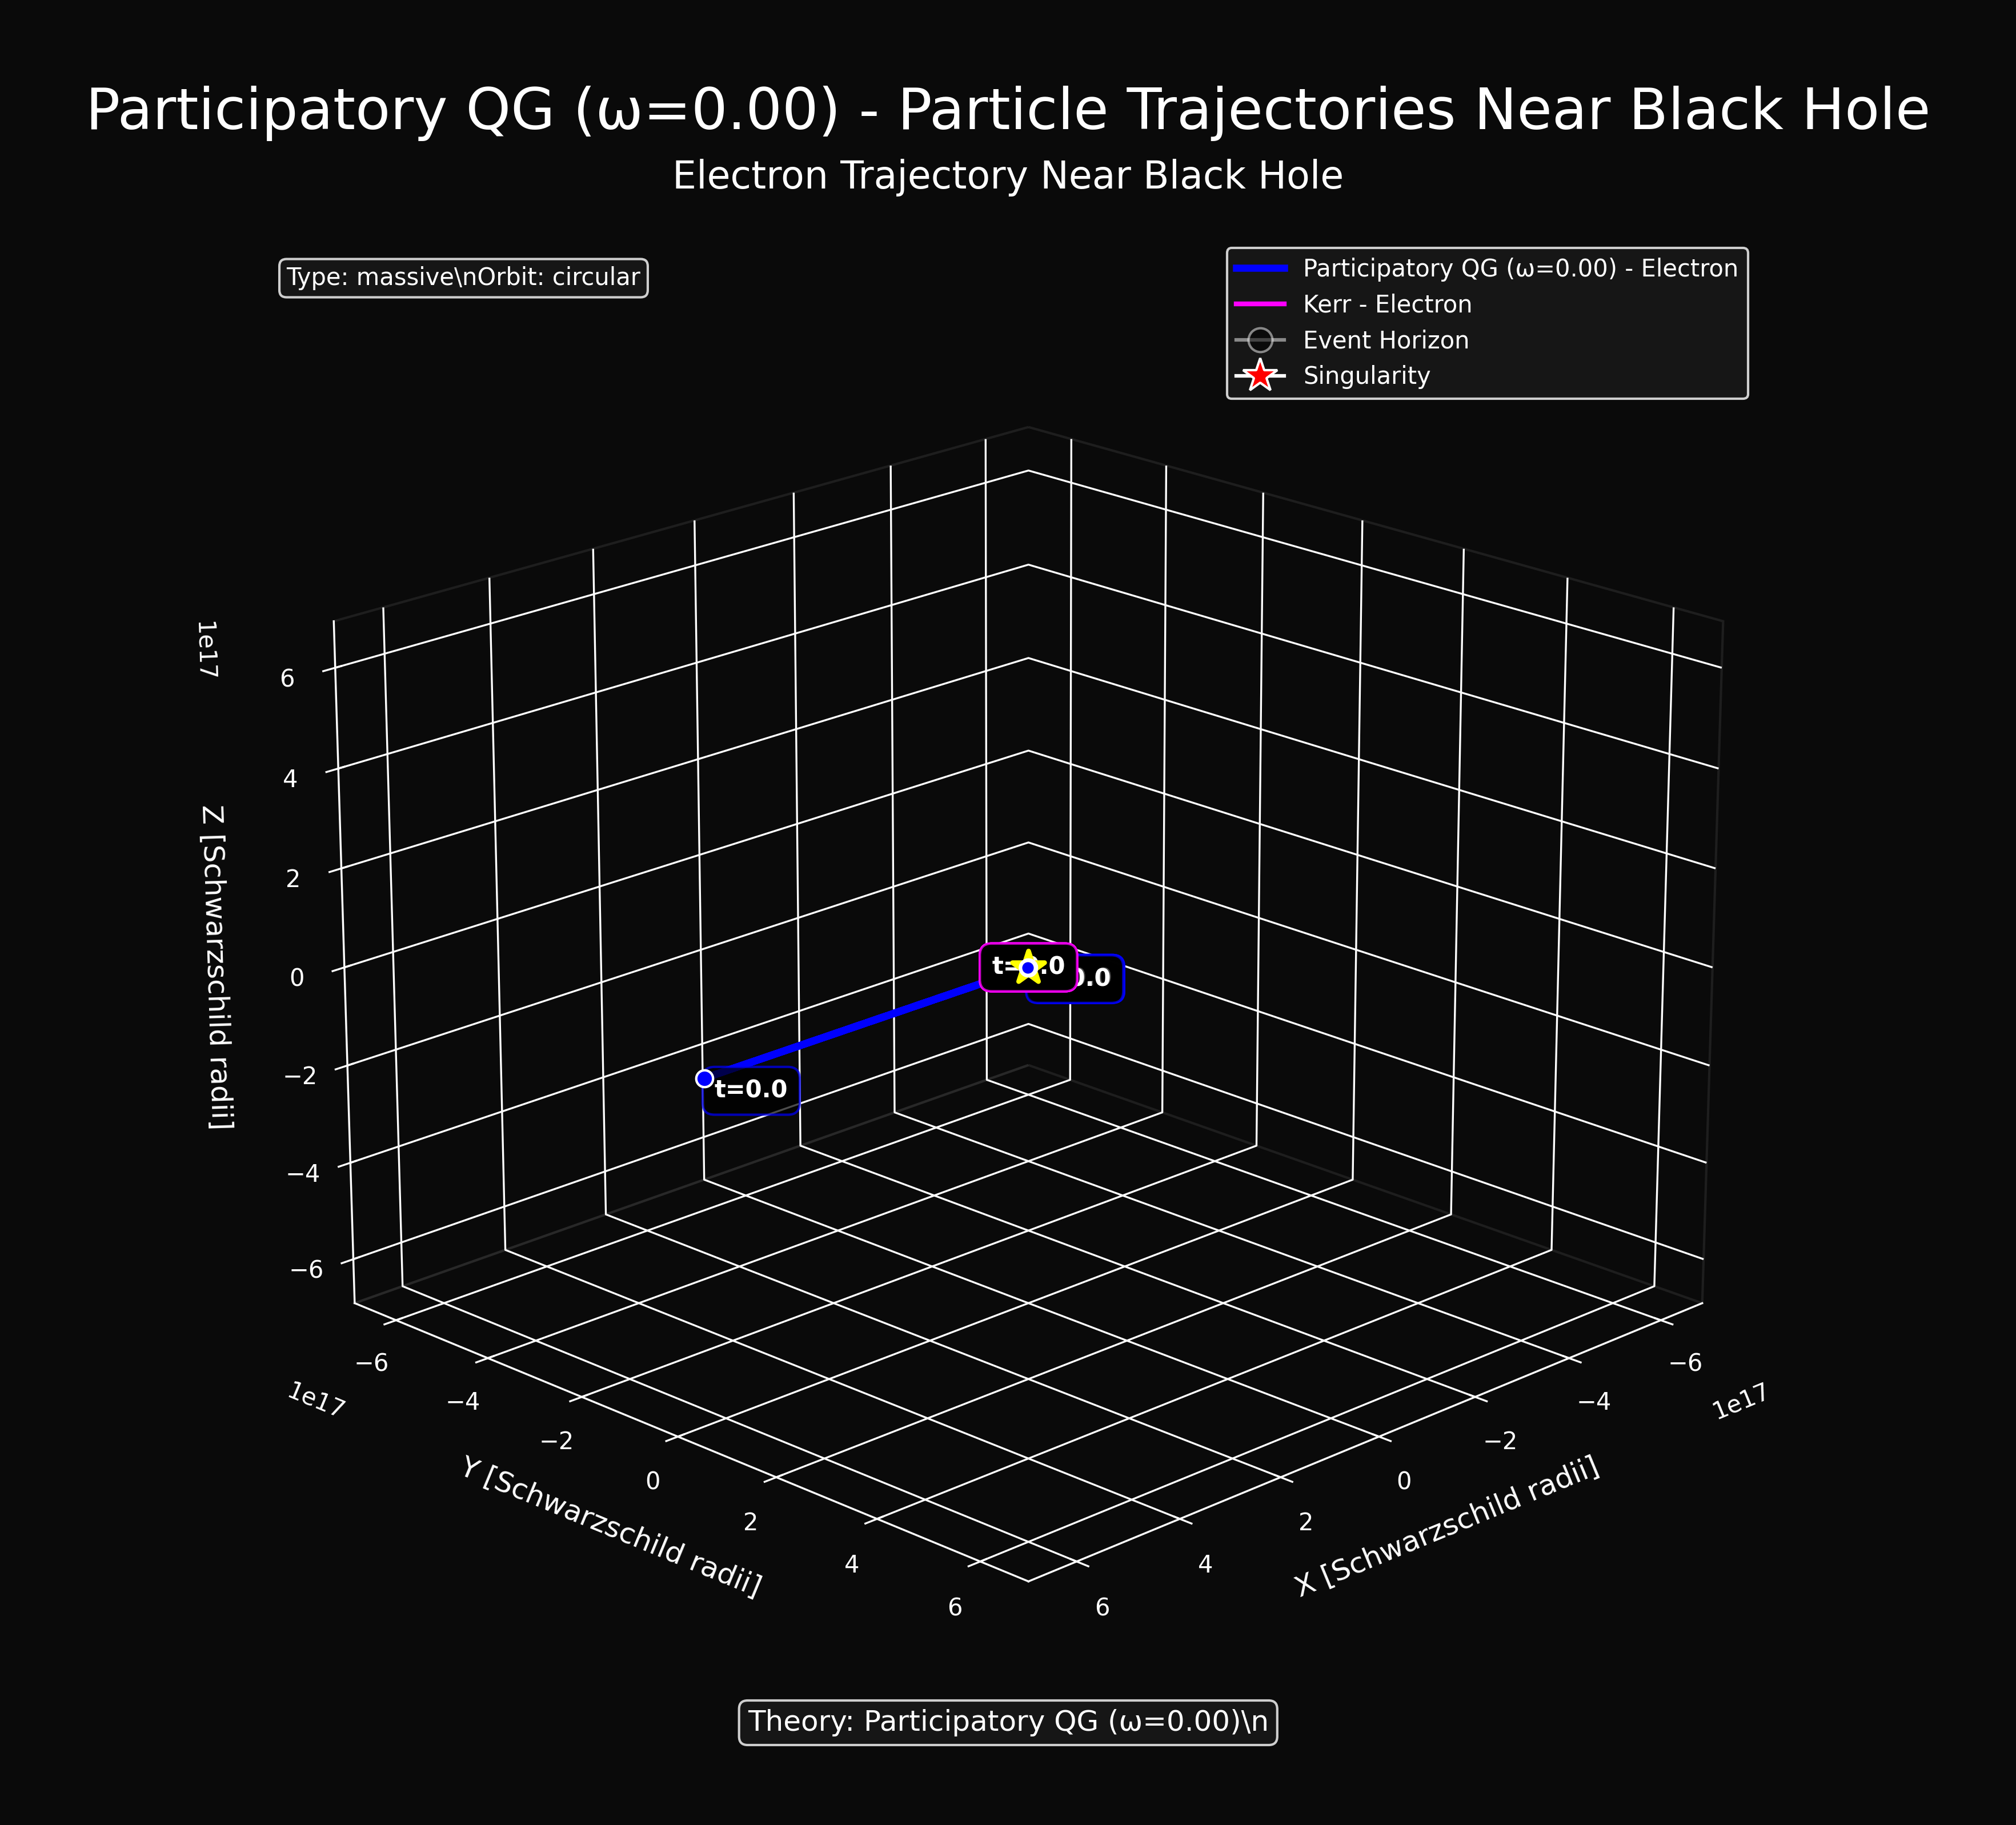 Participatory QG (ω=0.00) - Particle Trajectories Near Black Hole
Electron Trajectory Near Black Hole
Type: massive\nOrbit: circular
Participatory QG (ω=0.00) - Electron
Kerr - Electron
Event Horizon
Singularity
1e17
6
4
2
0
−2
−4
−6
Z [Schwarzschild radii]
t=0.0
0.0
t=0.0
−6
−4
−2
0
2
4
6
1e17
Y [Schwarzschild radii]
−6
−4
−2
0
2
4
6
1e17
X [Schwarzschild radii]
Theory: Participatory QG (ω=0.00)\n